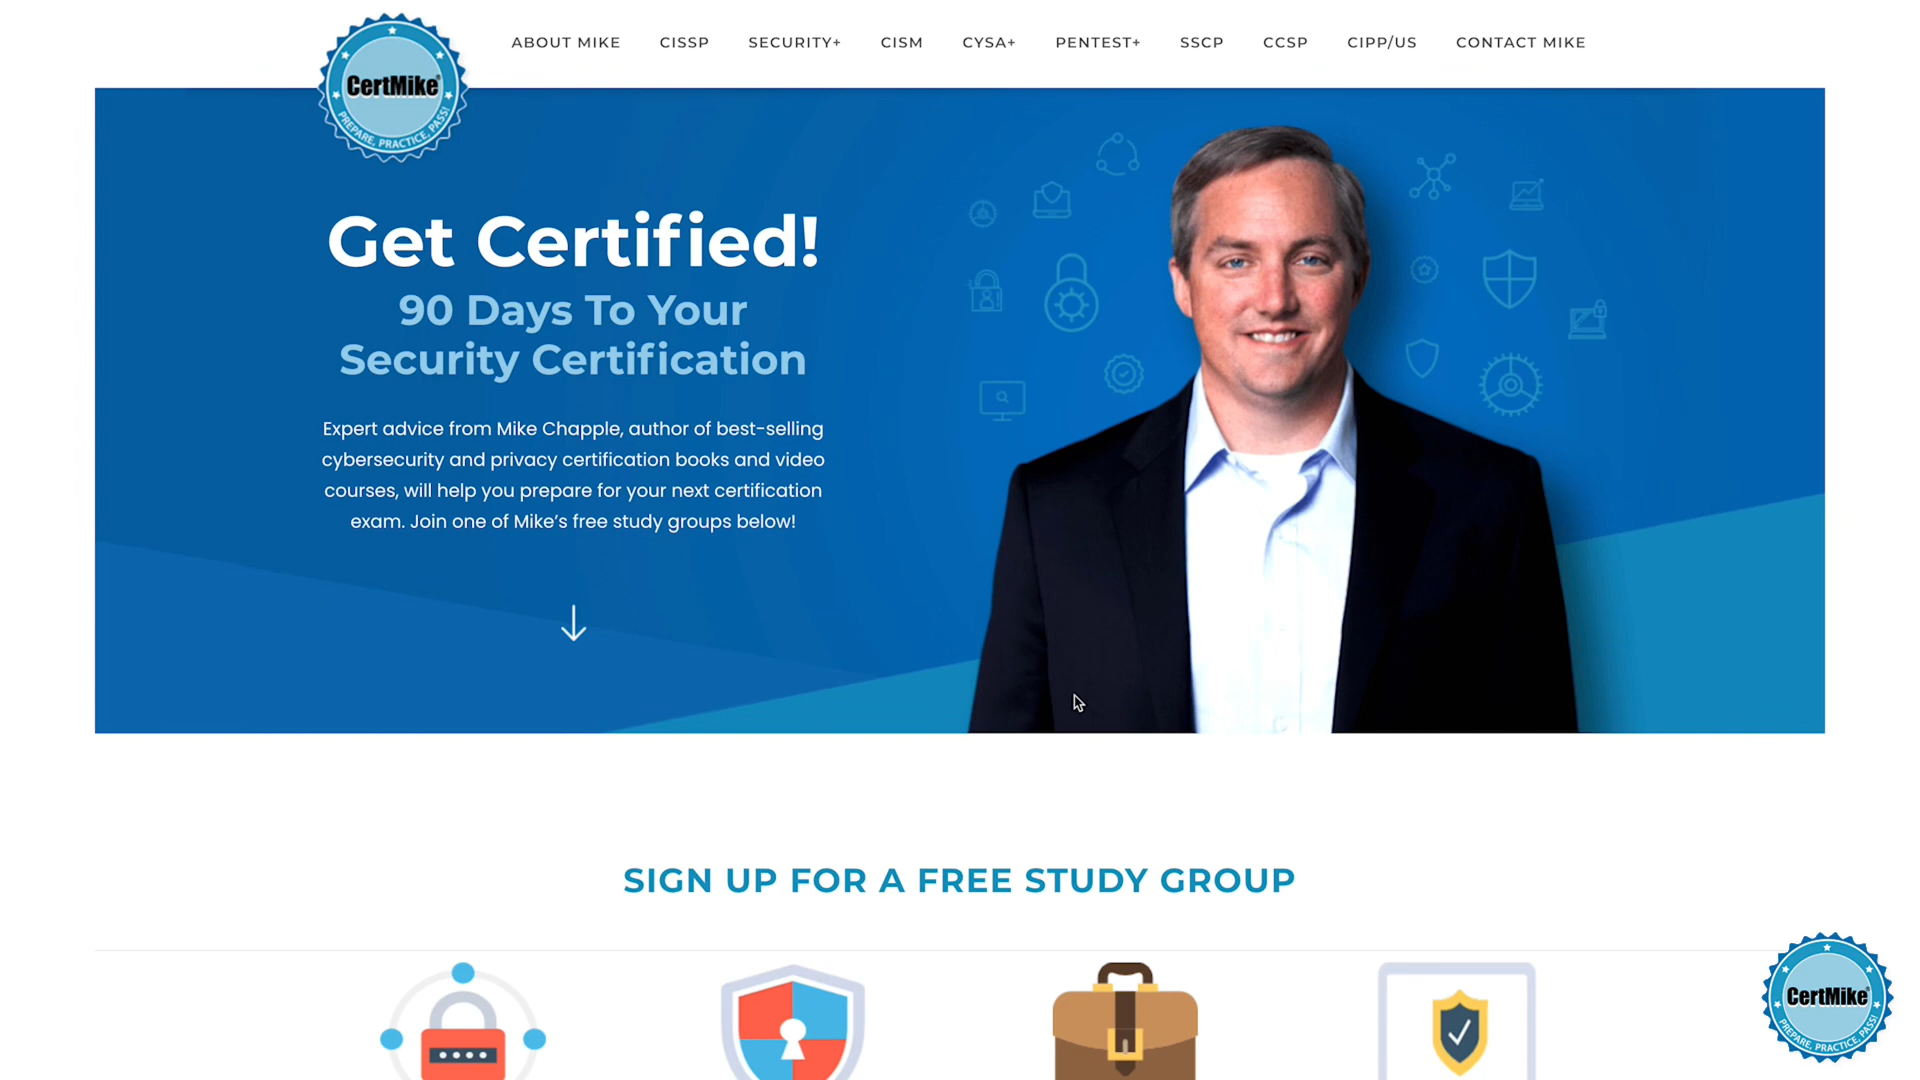 CertMike®
PREPARE, PRACTICE, PASS!
ABOUT MIKE
CISSP
SECURITY+
CISM
CYSA+
PENTEST+
SSCP
CCSP
CIPP/US
CONTACT MIKE
Get Certified!
90 Days To Your
Security Certification
Expert advice from Mike Chapple, author of best-selling
cybersecurity and privacy certification books and video
courses, will help you prepare for your next certification
exam. Join one of Mike’s free study groups below!
SIGN UP FOR A FREE STUDY GROUP
CertMike®
PREPARE, PRACTICE, PASS!